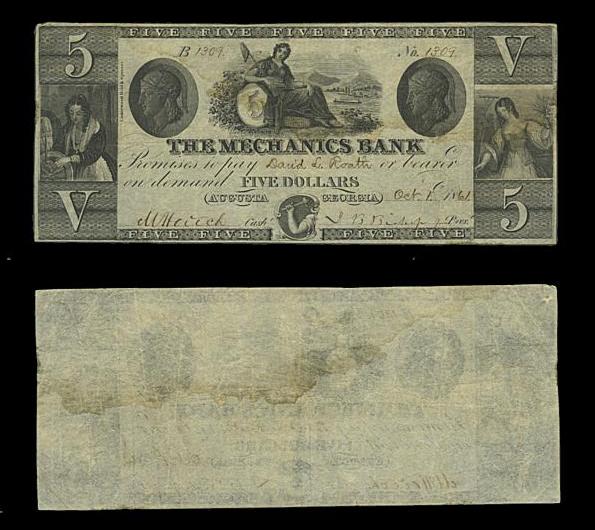 FIVE FIVE FIVE FIVE FIVE
5 B 1309. No. 1309. V
THE MECHANICS BANK
Promises to pay David L. Roath or bearer
on demand FIVE DOLLARS
(AUGUSTA GEORGIA) Oct 1 1861
V Cash. J B Pres. 5
FIVE FIVE FIVE FIVE